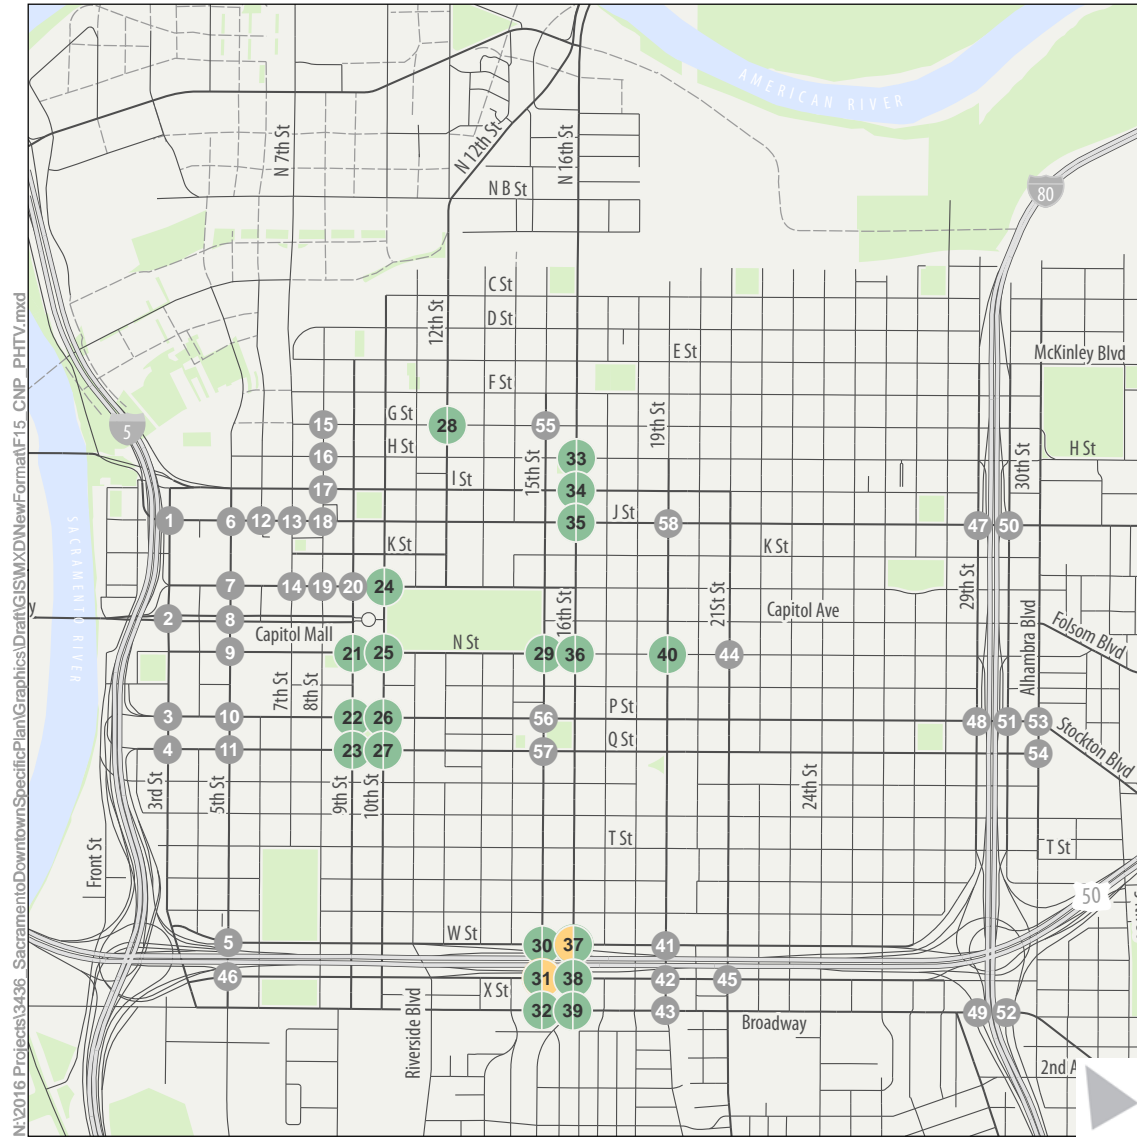 N:\2016 Projects\3436_SacramentoDowntownSpecificPlan\Graphics\Draft\GIS\MXD\NewFormat\F15_CNP_PHTV.mxd
AMERICAN RIVER
N 7th St
N 12th St
N 16th St
N B St
80
C St
12th St
D St
E St
McKinley Blvd
F St
5
15
G St
28
55
19th St
H St
16
H St
33
15th St
30th St
I St
17
34
1
6
12
13
18
35
J St
58
47
50
SACRAMENTO RIVER
K St
K St
7
14
19
20
24
16th St
21St St
29th St
y
2
8
Capitol Ave
Alhambra Blvd
Folsom Blvd
Capitol Mall
N St
9
21
25
29
36
40
44
7th St
8th St
P St
3
10
22
26
56
48
51
53
Stockton Blvd
Q St
4
11
23
27
57
54
3rd St
5th St
9th St
10th St
24th St
Front St
T St
T St
50
W St
5
30
37
41
46
31
38
42
45
X St
32
39
43
Broadway
49
52
Riverside Blvd
2nd A